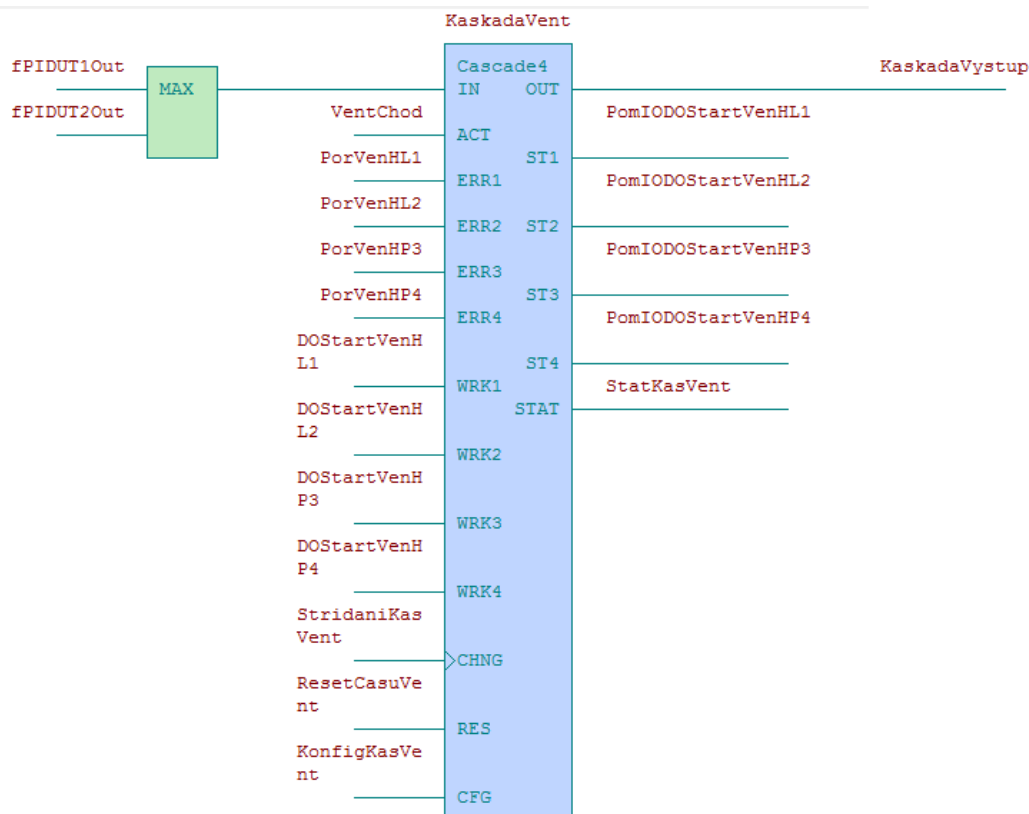 KaskadaVent
fPIDUT1Out
MAX
fPIDUT2Out
Cascade4
IN OUT
KaskadaVystup
VentChod
ACT
PomIODOStartVenHL1
PorVenHL1
ST1
ERR1
PomIODOStartVenHL2
PorVenHL2
ERR2 ST2
PorVenHP3
PomIODOStartVenHP3
ERR3
PorVenHP4
ST3
ERR4
PomIODOStartVenHP4
DOStartVenH
L1
ST4
WRK1
StatKasVent
DOStartVenH
L2
STAT
WRK2
DOStartVenH
P3
WRK3
DOStartVenH
P4
WRK4
StridaniKas
Vent
CHNG
ResetCasuVe
nt
RES
KonfigKasVe
nt
CFG